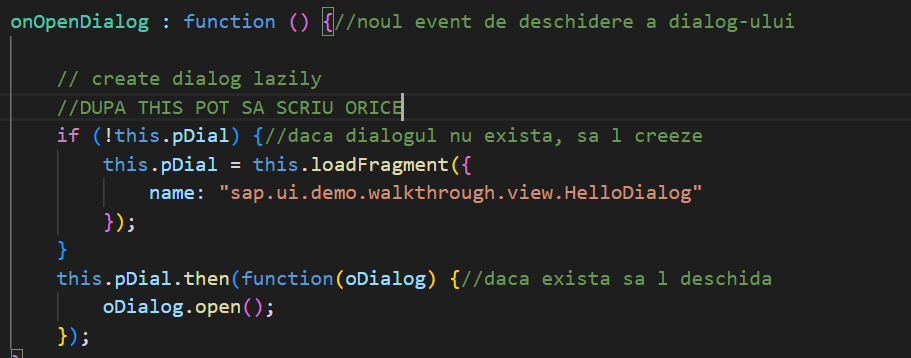 onOpenDialog : function () {//noul event de deschidere a dialog-ului
// create dialog lazily
//DUPA THIS POT SA SCRIU ORICE
if (!this.pDial) {//daca dialogul nu exista, sa l creeze
this.pDial = this.loadFragment({
name: "sap.ui.demo.walkthrough.view.HelloDialog"
});
}
this.pDial.then(function(oDialog) {//daca exista sa l deschida
oDialog.open();
});